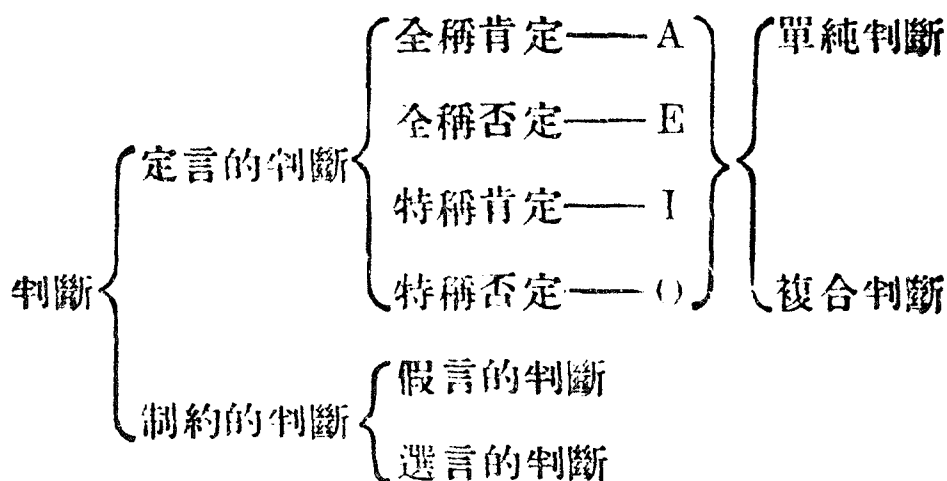 全稱肯定—— A
單純判斷
全稱否定—— E
定言的判斷
特稱肯定—— I
判斷
特稱否定—— O
複合判斷
假言的判斷
制約的判斷
選言的判斷